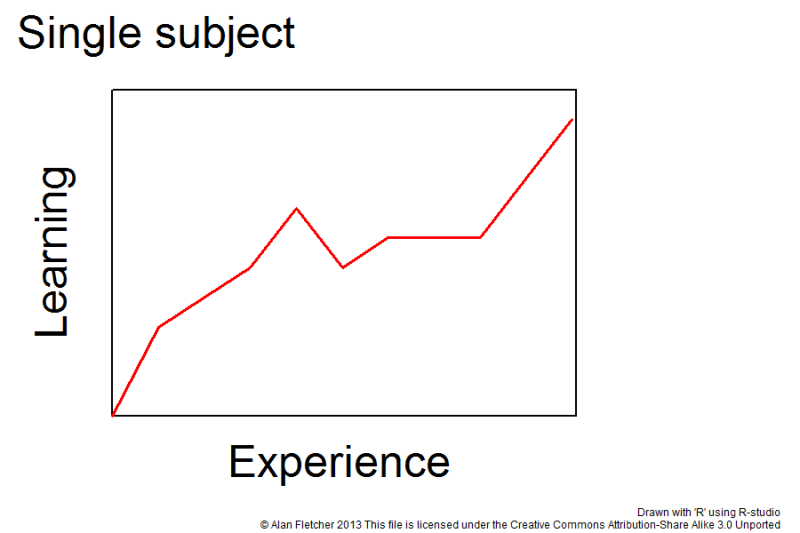 Single subject
Learning
Experience
Drawn with 'R' using R-studio
© Alan Fletcher 2013 This file is licensed under the Creative Commons Attribution-Share Alike 3.0 Unported